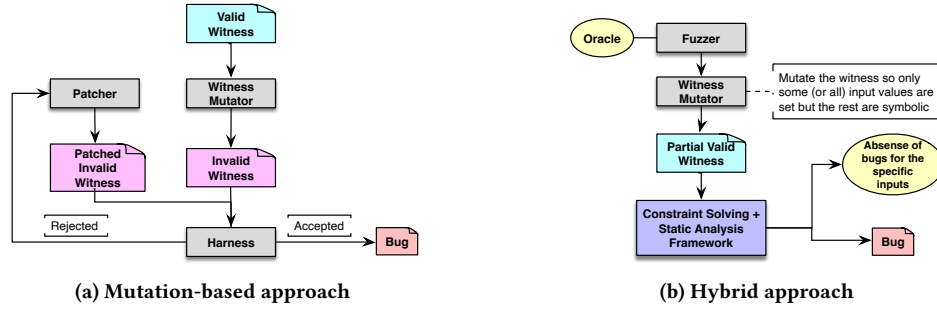 Valid
Witness
Patcher
Witness
Mutator
Patched
Invalid
Witness
Invalid
Witness
Rejected
Harness
Accepted
Bug
(a) Mutation-based approach
Oracle
Fuzzer
Witness
Mutator
Mutate the witness so only
some (or all) input values are
set but the rest are symbolic
Partial Valid
Witness
Absense of
bugs for the
specific
inputs
Constraint Solving +
Static Analysis
Framework
Bug
(b) Hybrid approach